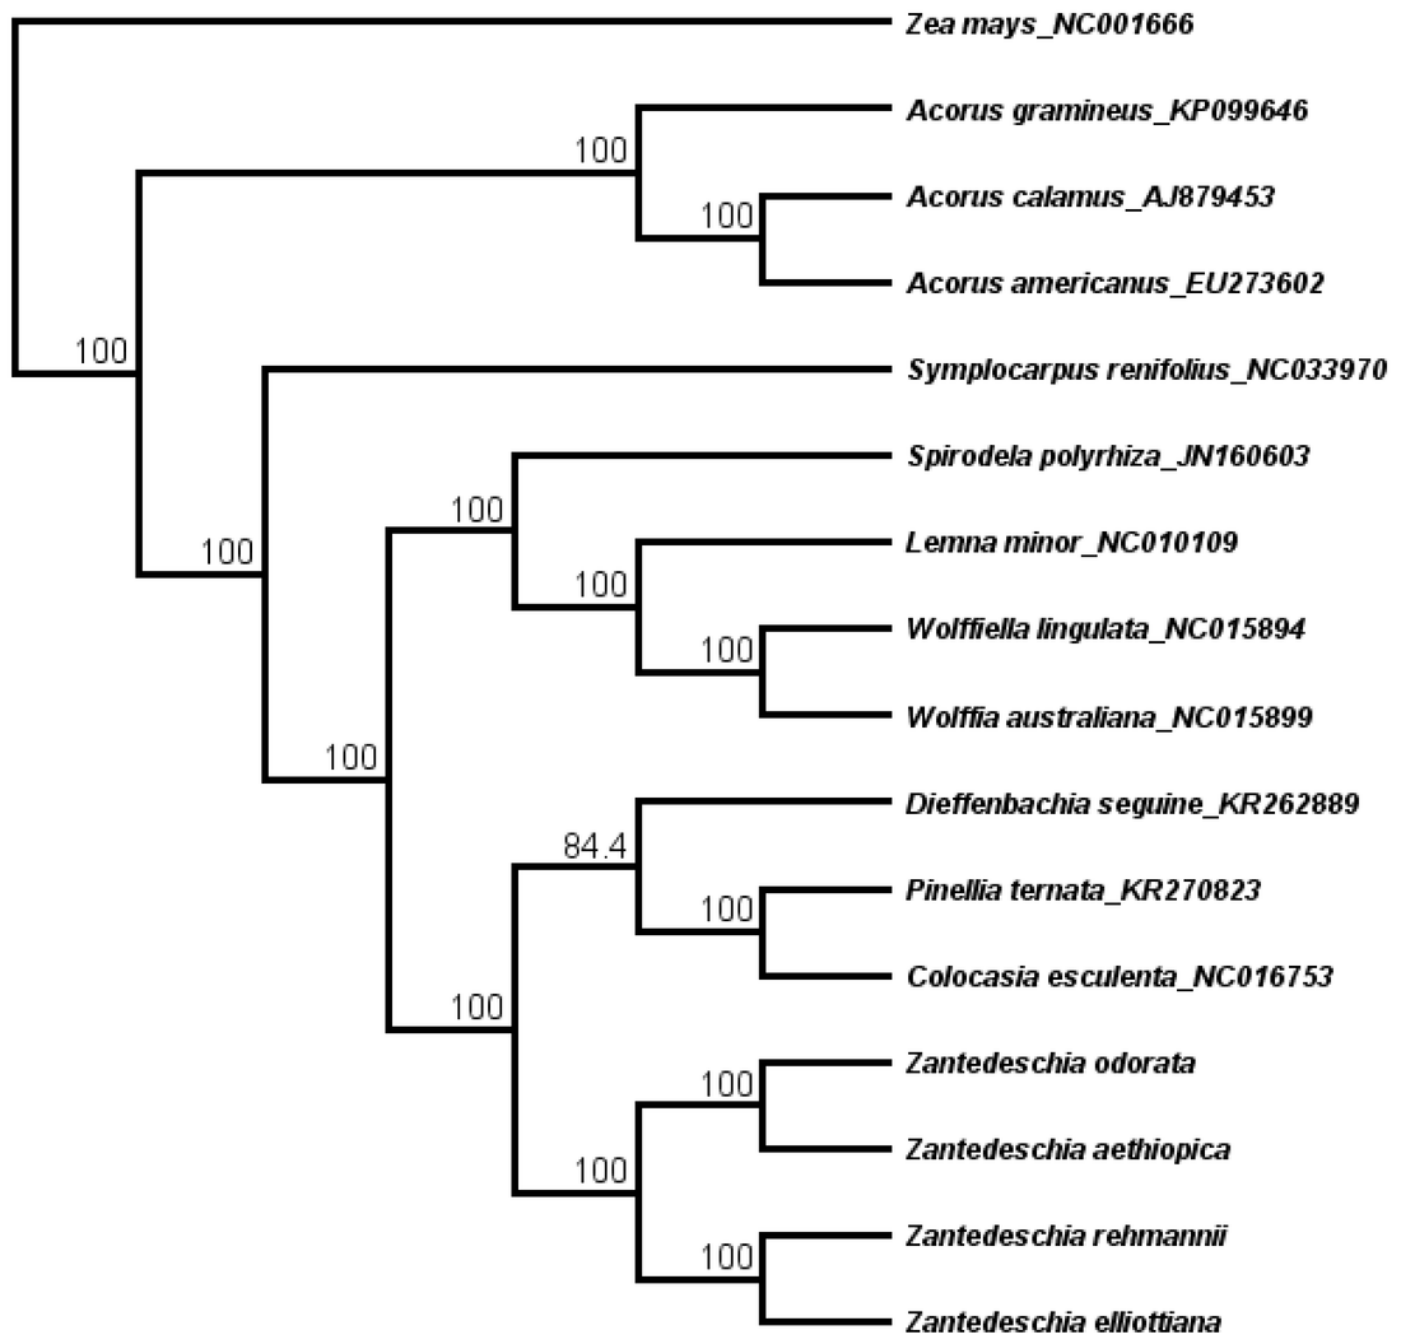 Zea mays_NC001666
Acorus gramineus_KP099646
100
Acorus calamus_AJ879453
100
Acorus americanus_EU273602
100
Symplocarpus renifolius_NC033970
Spirodela polyrhiza_JN160603
100
Lemna minor_NC010109
100
100
Wolffiella lingulata_NC015894
100
Wolffia australiana_NC015899
100
Dieffenbachia seguine_KR262889
84.4
Pinellia ternata_KR270823
100
Colocasia esculenta_NC016753
100
Zantedeschia odorata
100
Zantedeschia aethiopica
100
Zantedeschia rehmannii
100
Zantedeschia elliottiana